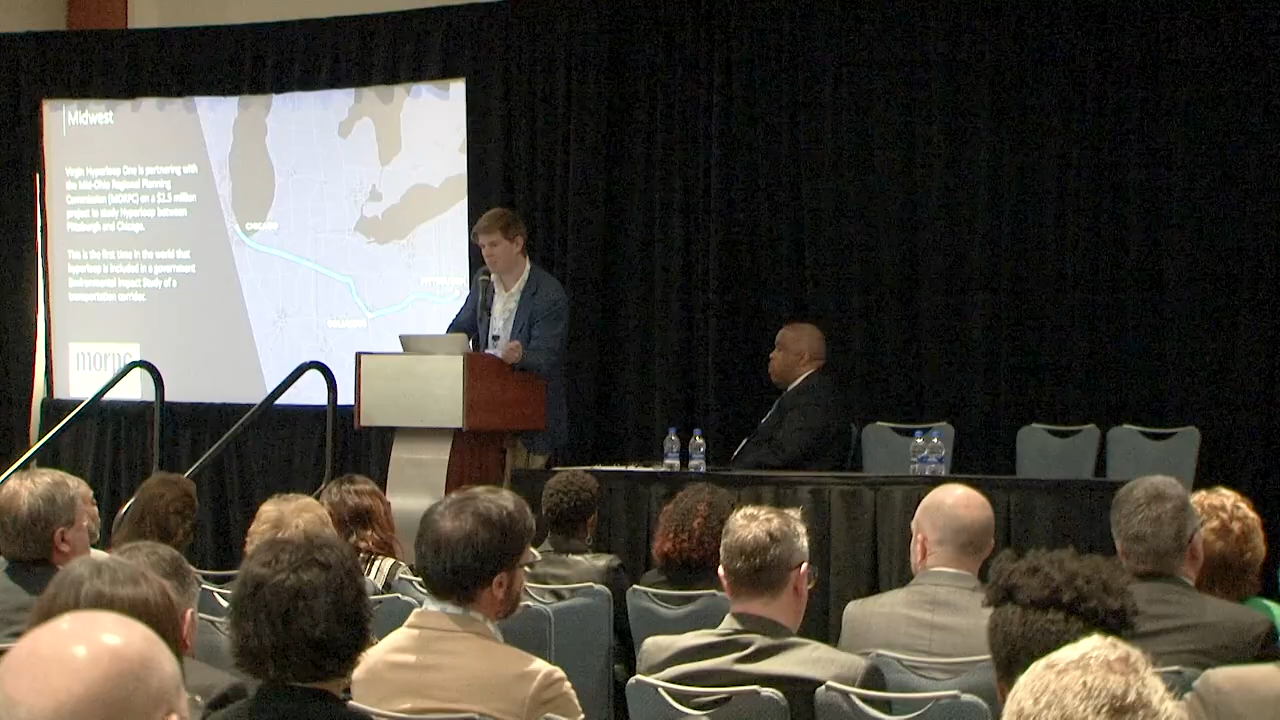 Midwest
Virgin Hyperloop One is partnering with
the Mid-Ohio Regional Planning
Commission (MORPC) on a $2.5 million
project to study Hyperloop between
Pittsburgh and Chicago.
This is the first time in the world that
hyperloop is included in a government
Environmental Impact Study of a
transportation corridor.
CHICAGO
COLUMBUS
morpc